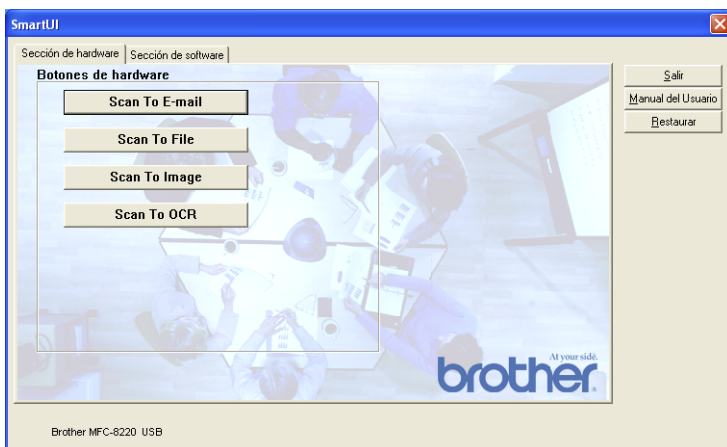 SmartUI
Sección de hardware
Sección de software
Botones de hardware
Scan To E-mail
Scan To File
Scan To Image
Scan To OCR
Salir
Manual del Usuario
Restaurar
At your side.
brother
Brother MFC-8220 USB